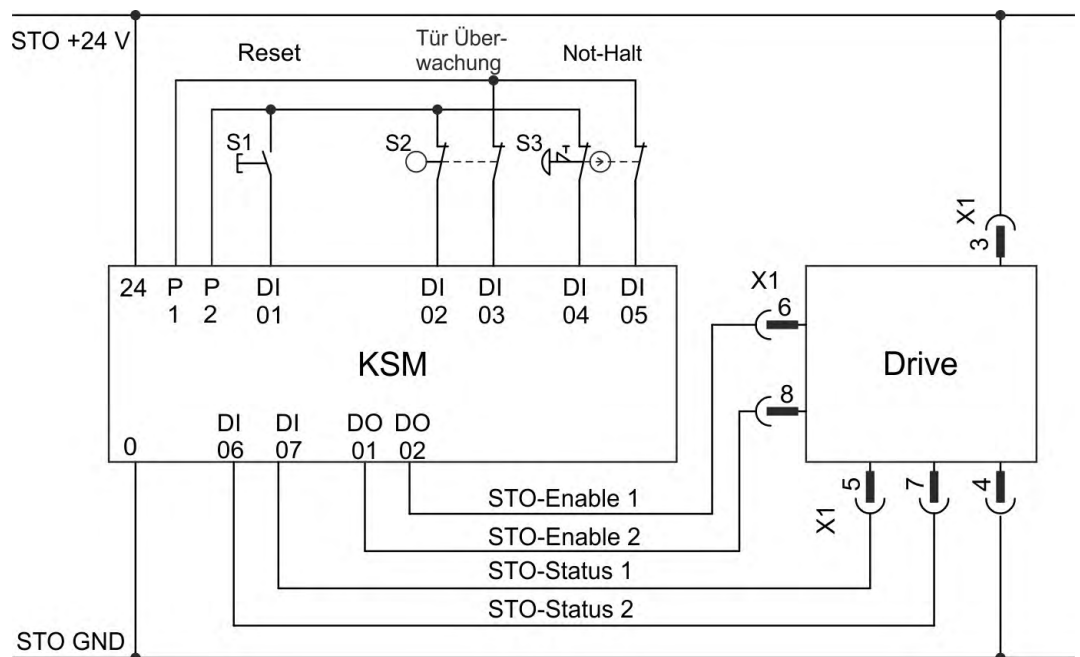 STO +24 V
Reset
Tür Über-
wachung
Not-Halt
S1
S2
S3
X1
3
24 P P DI DI DI DI DI
1 2 01 02 03 04 05
X1
6
KSM
Drive
8
DI DI DO DO
0 06 07 01 02
5 7 4
X1
STO-Enable 1
STO-Enable 2
STO-Status 1
STO-Status 2
STO GND